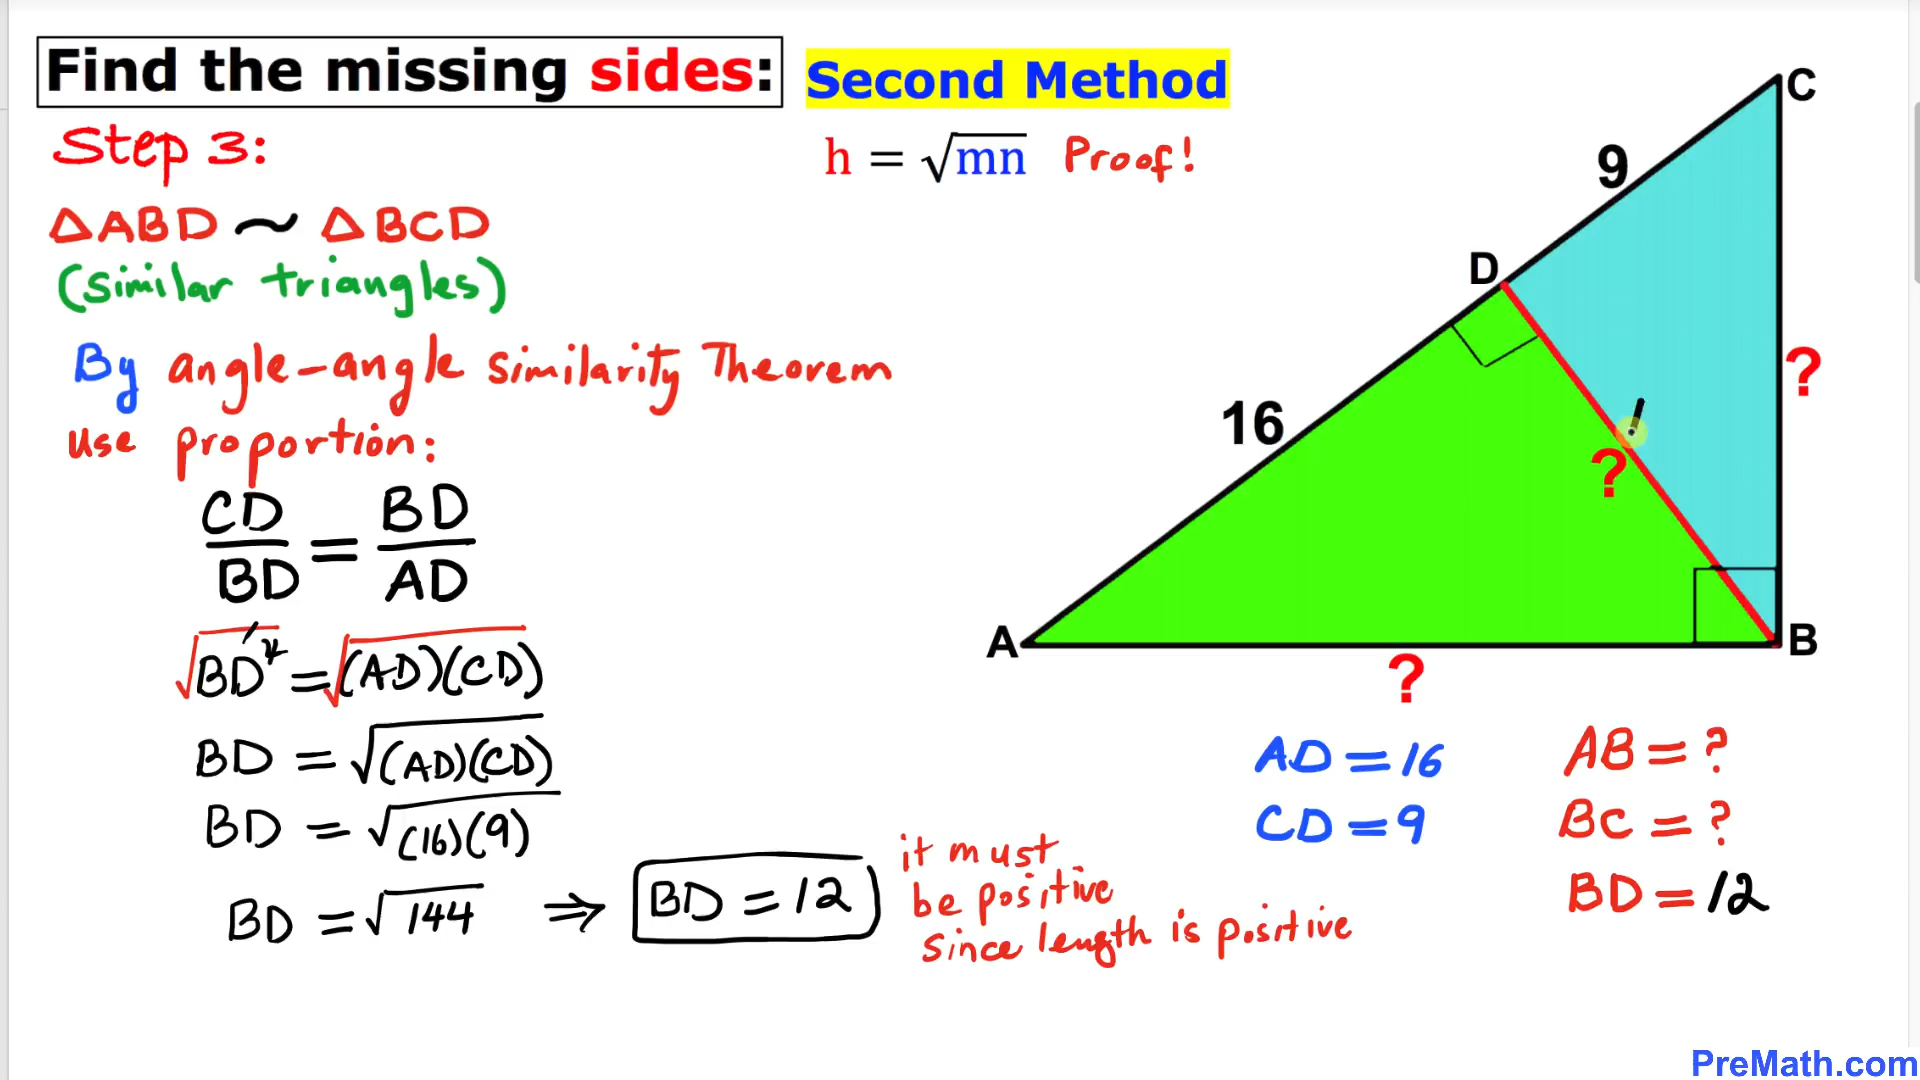 Find the missing sides: Second Method
Step 3:
h = √mn Proof!
△ABD ~ △BCD
(similar triangles)
By angle-angle similarity Theorem
use proportion:
CD/BD = BD/AD
√BD² = √(AD)(CD)
BD = √(AD)(CD)
BD = √(16)(9)
BD = √144 ⇒ BD = 12
it must
be positive
since length is positive
C
9
D
?
16
?
A
B
?
AD = 16
CD = 9
AB = ?
BC = ?
BD = 12
PreMath.com